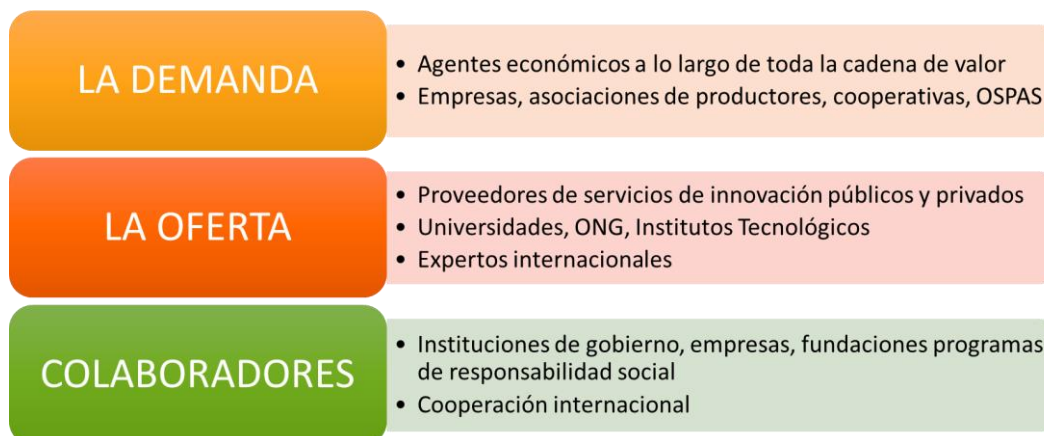 LA DEMANDA
• Agentes económicos a lo largo de toda la cadena de valor
• Empresas, asociaciones de productores, cooperativas, OSPAS
LA OFERTA
• Proveedores de servicios de innovación públicos y privados
• Universidades, ONG, Institutos Tecnológicos
• Expertos internacionales
COLABORADORES
• Instituciones de gobierno, empresas, fundaciones programas
de responsabilidad social
• Cooperación internacional